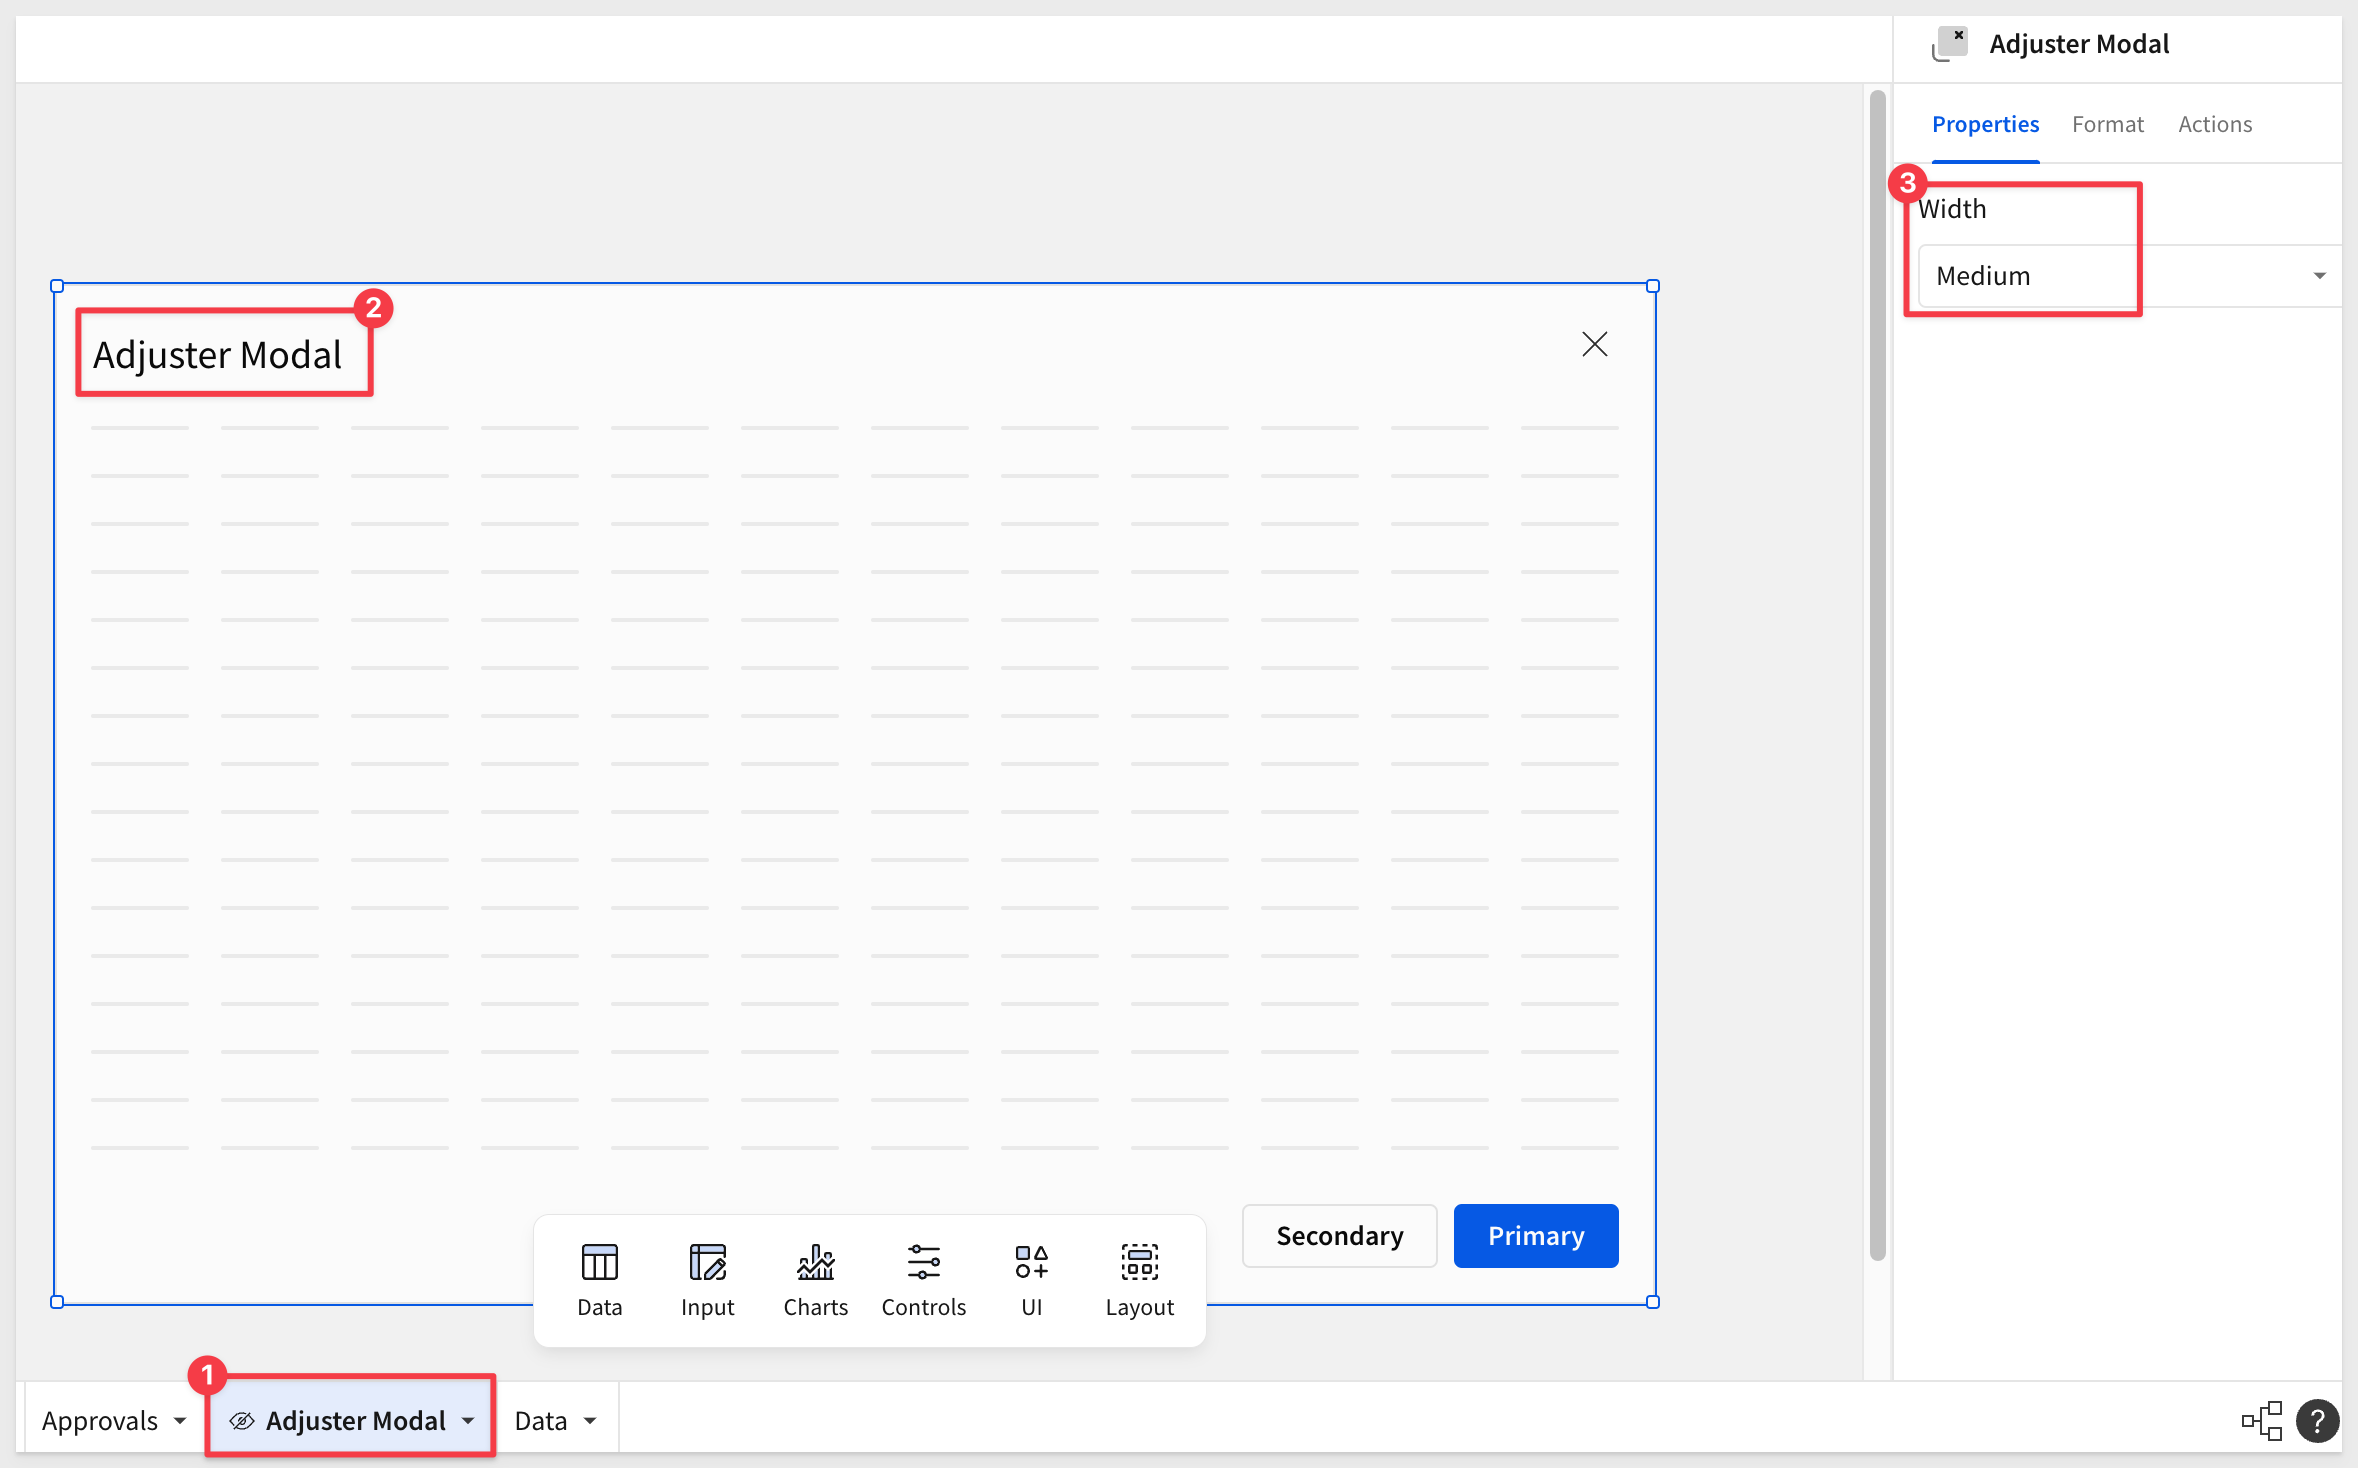 Adjuster Modal
Properties Format Actions
3
Width
Medium
2
Adjuster Modal
Secondary Primary
Data Input Charts Controls UI Layout
1
Approvals Adjuster Modal Data
?